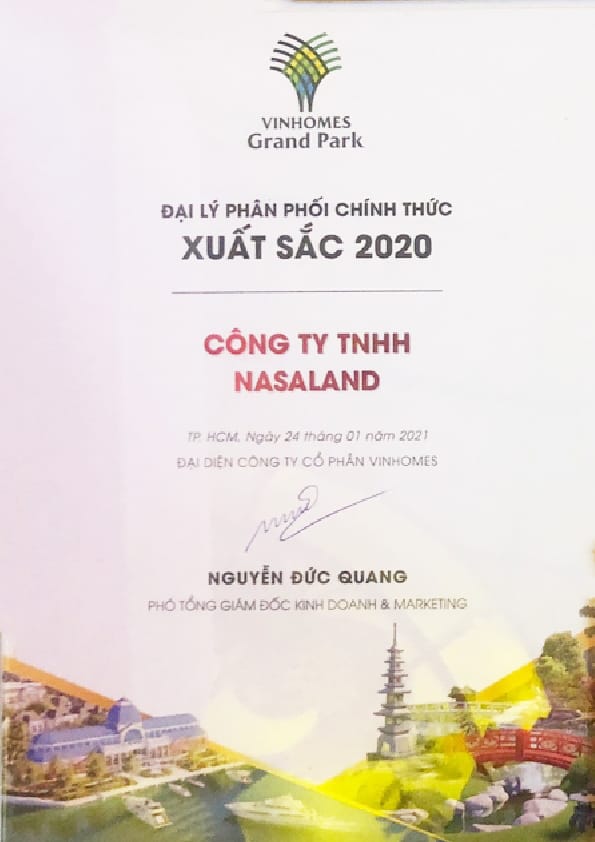 VINHOMES
Grand Park
ĐẠI LÝ PHÂN PHỐI CHÍNH THỨC
XUẤT SẮC 2020
CÔNG TY TNHH
NASALAND
TP. HCM, Ngày 24 tháng 01 năm 2021
ĐẠI DIỆN CÔNG TY CỔ PHẦN VINHOMES
NGUYỄN ĐỨC QUANG
PHÓ TỔNG GIÁM ĐỐC KINH DOANH & MARKETING